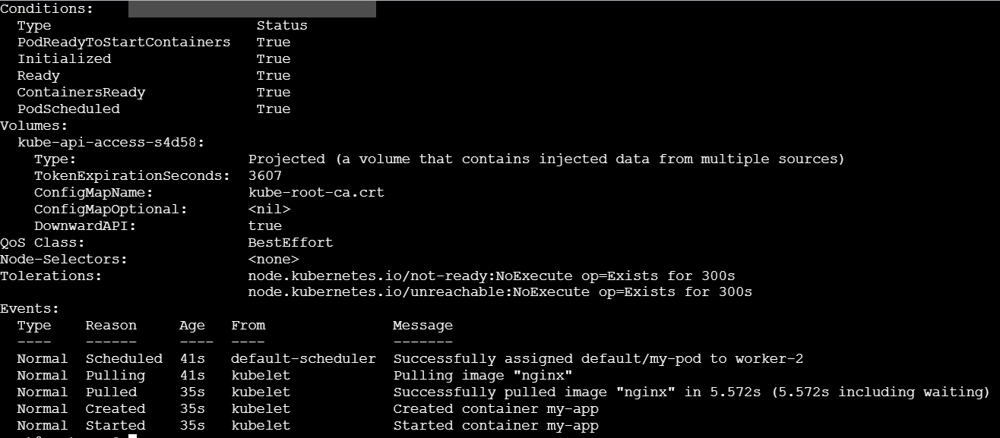 Conditions:
Type Status
PodReadyToStartContainers True
Initialized True
Ready True
ContainersReady True
PodScheduled True
Volumes:
kube-api-access-s4d58:
Type: Projected (a volume that contains injected data from multiple sources)
TokenExpirationSeconds: 3607
ConfigMapName: kube-root-ca.crt
ConfigMapOptional: <nil>
DownwardAPI: true
QoS Class: BestEffort
Node-Selectors: <none>
Tolerations: node.kubernetes.io/not-ready:NoExecute op=Exists for 300s
node.kubernetes.io/unreachable:NoExecute op=Exists for 300s
Events:
Type Reason Age From Message
---- ------ ---- ---- -------
Normal Scheduled 41s default-scheduler Successfully assigned default/my-pod to worker-2
Normal Pulling 41s kubelet Pulling image "nginx"
Normal Pulled 35s kubelet Successfully pulled image "nginx" in 5.572s (5.572s including waiting)
Normal Created 35s kubelet Created container my-app
Normal Started 35s kubelet Started container my-app